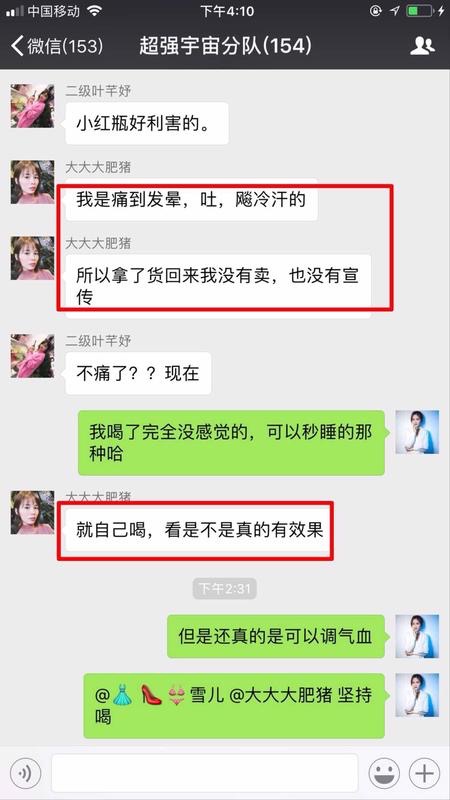 中国移动
下午4:10
微信(153)
超强宇宙分队(154)
二级叶芊妤
小红瓶好利害的。
大大大肥猪
我是痛到发晕，吐，飚冷汗的
大大大肥猪
所以拿了货回来我没有卖，也没有宣
传
二级叶芊妤
不痛了？？现在
我喝了完全没感觉的，可以秒睡的那
种哈
大大大肥猪
就自己喝，看是不是真的有效果
下午2:31
但是还真的是可以调气血
@👗 👠 👙雪儿 @大大大肥猪 坚持
喝